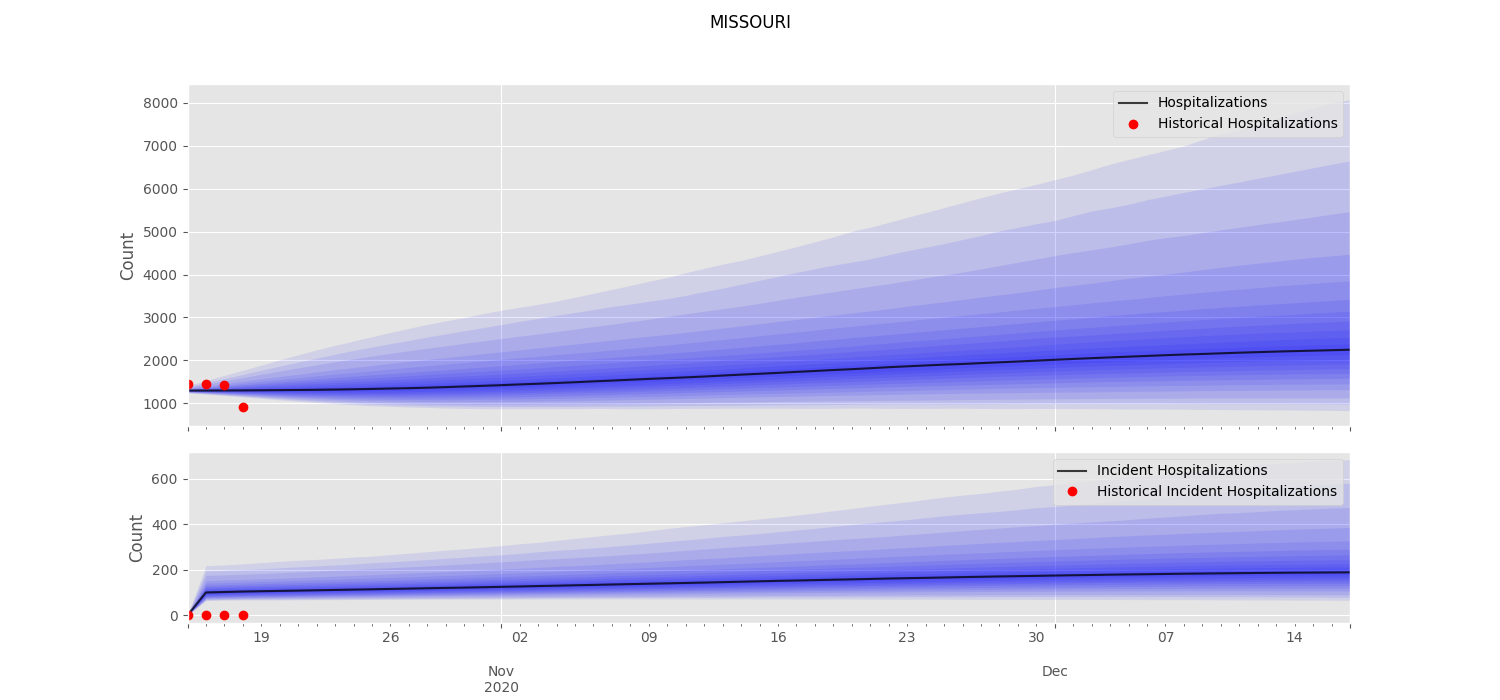 MISSOURI
8000
7000
6000
5000
4000
3000
2000
1000
Count
Hospitalizations
Historical Hospitalizations
600
400
200
0
Count
Incident Hospitalizations
Historical Incident Hospitalizations
19 26 02 09 16 23 30 07 14
Nov Dec
2020